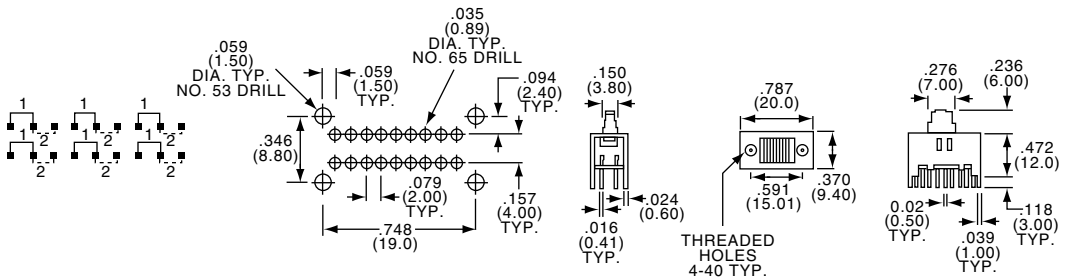 1 1 1
2 2 2
1 1 1
2 2 2
.059
(1.50)
DIA. TYP.
NO. 53 DRILL
.059
(1.50)
TYP.
.035
(0.89)
DIA. TYP.
NO. 65 DRILL
.094
(2.40)
TYP.
.346
(8.80)
.079
(2.00)
TYP.
.157
(4.00)
TYP.
.748
(19.0)
.150
(3.80)
.024
(0.60)
.016
(0.41)
TYP.
.787
(20.0)
.591
(15.01)
.370
(9.40)
THREADED
HOLES
4-40 TYP.
.276
(7.00)
.236
(6.00)
.472
(12.0)
0.02
(0.50)
TYP.
.118
(3.00)
TYP.
.039
(1.00)
TYP.